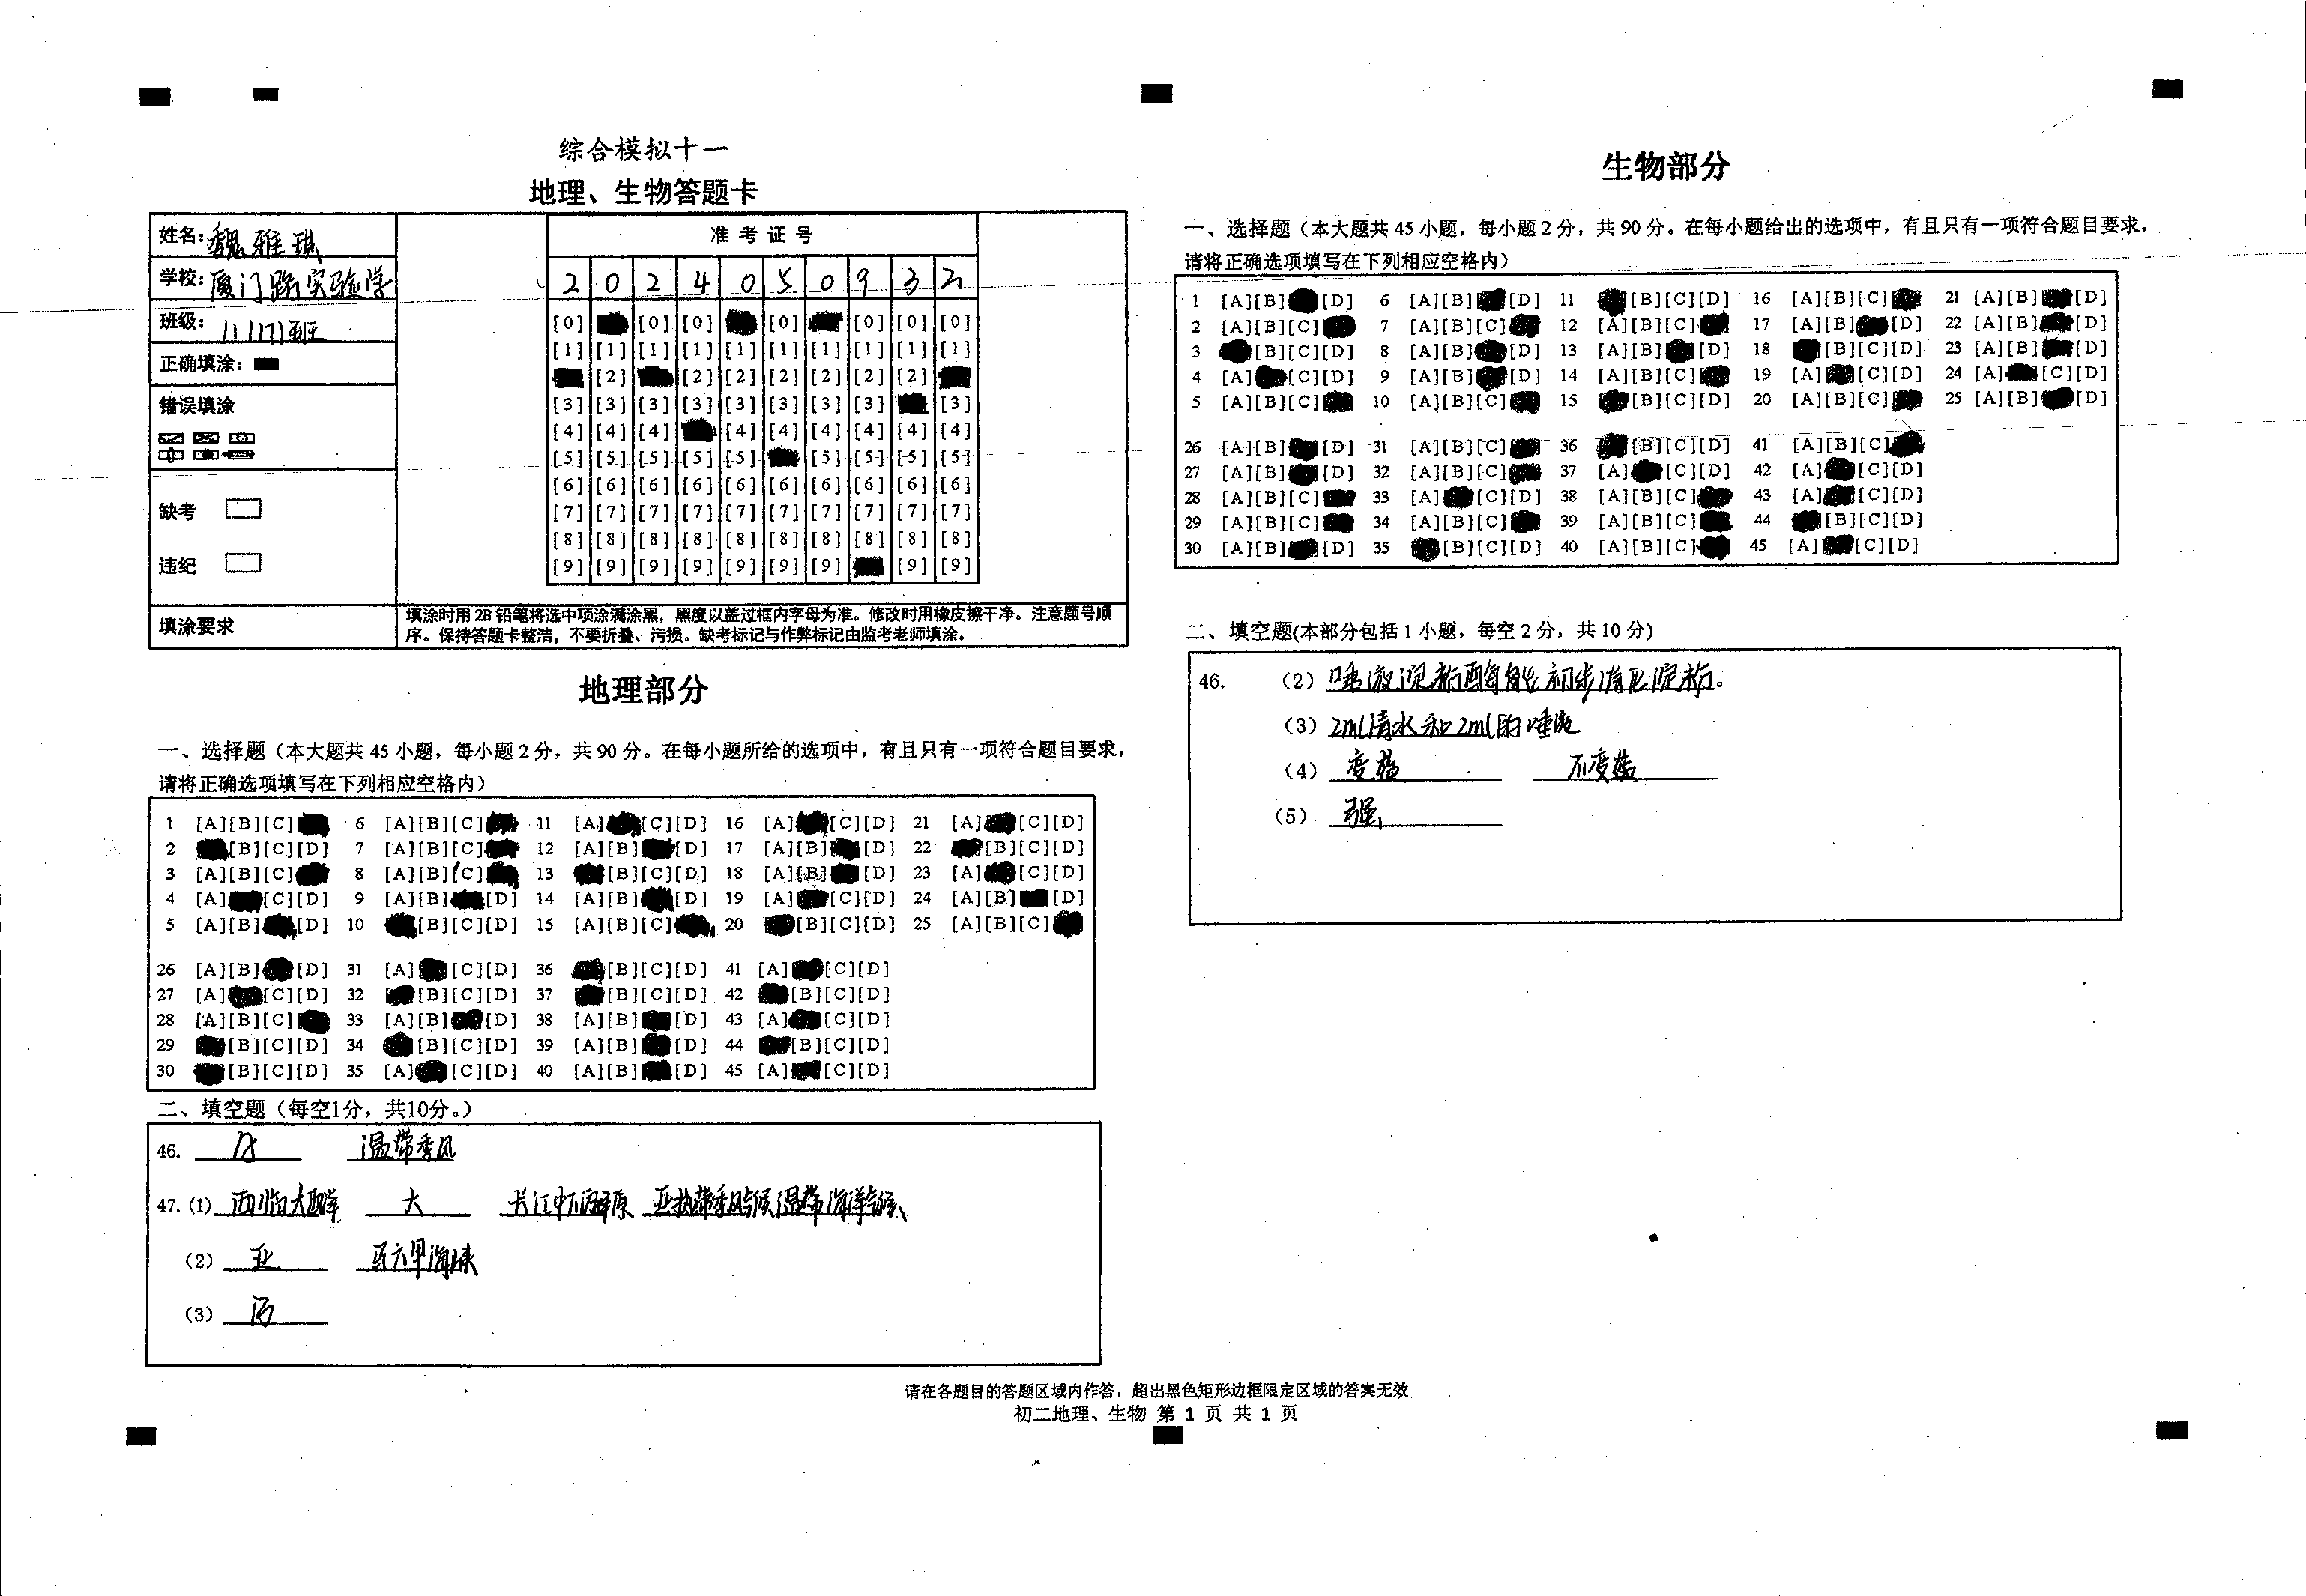 综合模拟十一
地理、生物答题卡
姓名：魏雅琪
学校：厦门路实验学
班级：八(17)班
正确填涂：
错误填涂
缺考
违纪
准考证号
2 0 2 4 0 5 0 9 3 2
[0] [0][0] [0] [0][0][0]
[1][1][1][1][1][1][1][1][1][1]
[2] [2][2][2][2][2][2]
[3][3][3][3][3][3][3][3] [3]
[4][4][4] [4][4][4][4][4][4]
[5][5][5][5][5] [5][5][5][5]
[6][6][6][6][6][6][6][6][6][6]
[7][7][7][7][7][7][7][7][7][7]
[8][8][8][8][8][8][8][8][8][8]
[9][9][9][9][9][9][9] [9][9]
填涂要求
填涂时用 2B 铅笔将选中项涂满涂黑，黑度以盖过框内字母为准。修改时用橡皮擦干净。注意题号顺
序。保持答题卡整洁，不要折叠、污损。缺考标记与作弊标记由监考老师填涂。
地理部分
一、选择题（本大题共 45 小题，每小题 2 分，共 90 分。在每小题所给的选项中，有且只有一项符合题目要求，
请将正确选项填写在下列相应空格内）
1 [A][B][C] 6 [A][B][C] 11 [A] [C][D] 16 [A] [C][D] 21 [A] [C][D]
2 [B][C][D] 7 [A][B][C] 12 [A][B] [D] 17 [A][B] [D] 22 [B][C][D]
3 [A][B][C] 8 [A][B][C] 13 [B][C][D] 18 [A][B] [D] 23 [A] [C][D]
4 [A] [C][D] 9 [A][B] [D] 14 [A][B] [D] 19 [A] [C][D] 24 [A][B] [D]
5 [A][B] [D] 10 [B][C][D] 15 [A][B][C] 20 [B][C][D] 25 [A][B][C]
26 [A][B] [D] 31 [A] [C][D] 36 [B][C][D] 41 [A] [C][D]
27 [A] [C][D] 32 [B][C][D] 37 [B][C][D] 42 [B][C][D]
28 [A][B][C] 33 [A][B] [D] 38 [A][B] [D] 43 [A] [C][D]
29 [B][C][D] 34 [B][C][D] 39 [A][B] [D] 44 [B][C][D]
30 [B][C][D] 35 [A] [C][D] 40 [A][B] [D] 45 [A] [C][D]
二、填空题（每空1分，共10分。）
46. 温带季风
47. (1) 西临大西洋 大 长江中下游平原 亚热带季风气候 温带海洋气候
（2）亚 马六甲海峡
（3）丙
生物部分
一、选择题（本大题共 45 小题，每小题 2 分，共 90 分。在每小题给出的选项中，有且只有一项符合题目要求，
请将正确选项填写在下列相应空格内）
1 [A][B] [D] 6 [A][B] [D] 11 [B][C][D] 16 [A][B][C] 21 [A][B] [D]
2 [A][B][C] 7 [A][B][C] 12 [A][B][C] 17 [A][B] [D] 22 [A][B] [D]
3 [B][C][D] 8 [A][B] [D] 13 [A][B] [D] 18 [B][C][D] 23 [A][B] [D]
4 [A] [C][D] 9 [A][B] [D] 14 [A][B][C] 19 [A] [C][D] 24 [A] [C][D]
5 [A][B][C] 10 [A][B][C] 15 [B][C][D] 20 [A][B][C] 25 [A][B] [D]
26 [A][B] [D] 31 [A][B][C] 36 [B][C][D] 41 [A][B][C]
27 [A][B] [D] 32 [A][B][C] 37 [A] [C][D] 42 [A] [C][D]
28 [A][B][C] 33 [A] [C][D] 38 [A][B][C] 43 [A] [C][D]
29 [A][B][C] 34 [A][B][C] 39 [A][B][C] 44 [B][C][D]
30 [A][B] [D] 35 [B][C][D] 40 [A][B][C] 45 [A] [C][D]
二、填空题(本部分包括 1 小题，每空 2 分，共 10 分)
46. （2）唾液淀粉酶能初步消化淀粉。
（3）2ml清水和2ml的唾液
（4）变蓝 不变蓝
（5）强
请在各题目的答题区域内作答，超出黑色矩形边框限定区域的答案无效
初二地理、生物 第 1 页 共 1 页